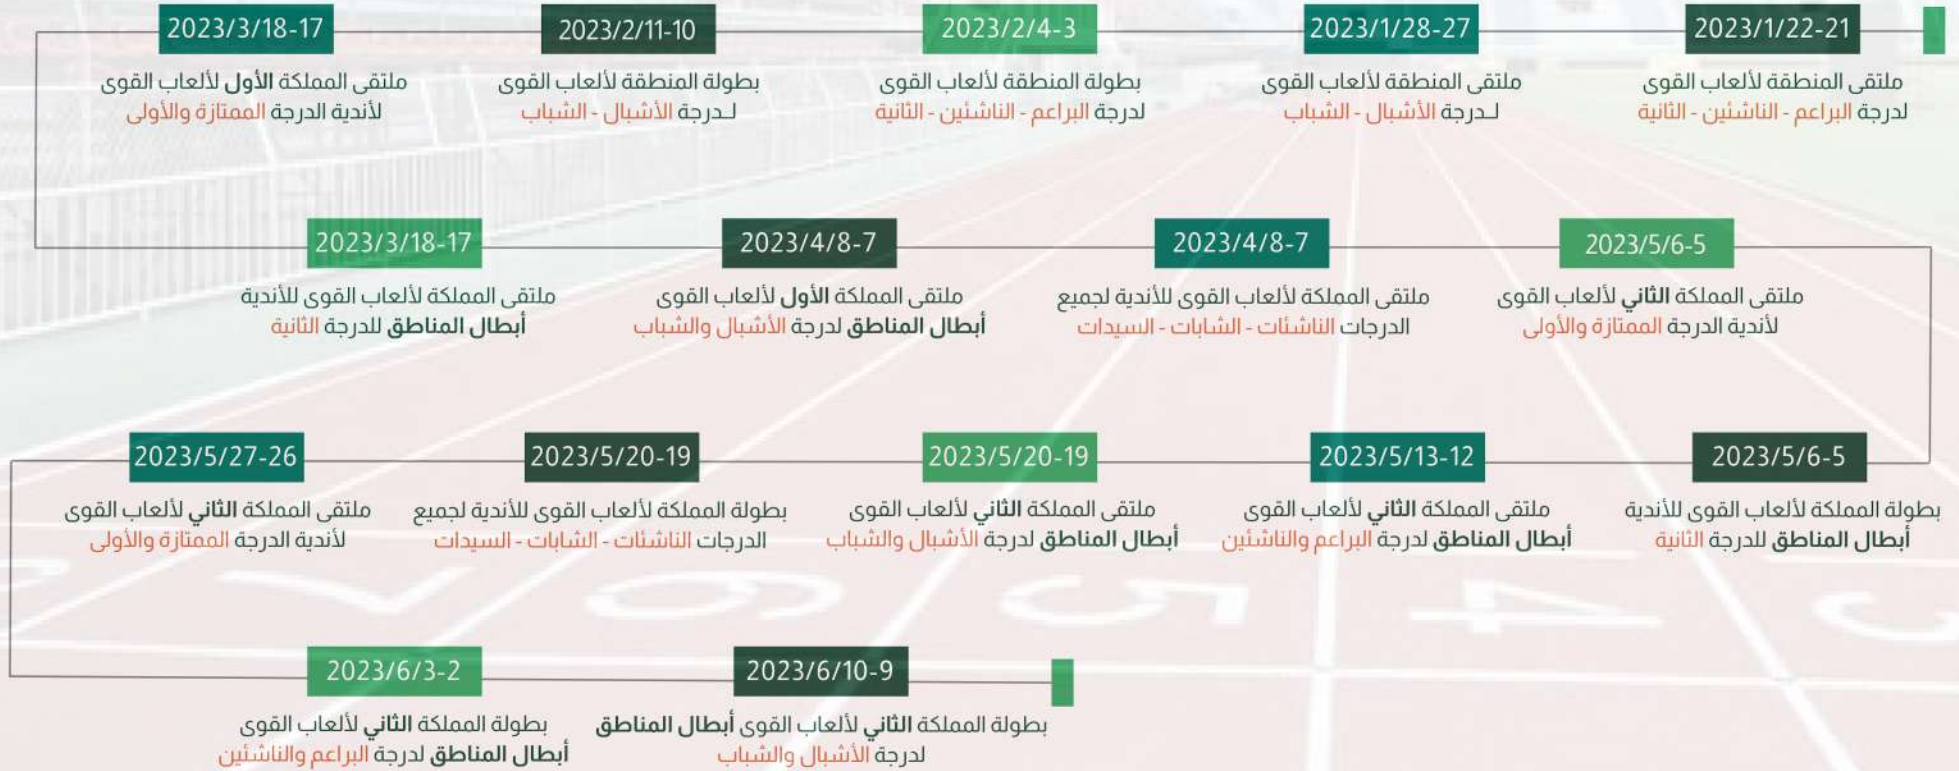 2023/1/22-21
ملتقى المنطقة لألعاب القوى
لدرجة البراعم - الناشئين - الثانية
2023/1/28-27
ملتقى المنطقة لألعاب القوى
لـدرجة الأشبال - الشباب
2023/2/4-3
بطولة المنطقة لألعاب القوى
لدرجة البراعم - الناشئين - الثانية
2023/2/11-10
بطولة المنطقة لألعاب القوى
لـدرجة الأشبال - الشباب
2023/3/18-17
ملتقى المملكة الأول لألعاب القوى
لأندية الدرجة الممتازة والأولى
2023/3/18-17
ملتقى المملكة لألعاب القوى للأندية
أبطال المناطق للدرجة الثانية
2023/4/8-7
ملتقى المملكة الأول لألعاب القوى
أبطال المناطق لدرجة الأشبال والشباب
2023/4/8-7
ملتقى المملكة لألعاب القوى للأندية لجميع
الدرجات الناشئات - الشابات - السيدات
2023/5/6-5
ملتقى المملكة الثاني لألعاب القوى
لأندية الدرجة الممتازة والأولى
2023/5/6-5
بطولة المملكة لألعاب القوى للأندية
أبطال المناطق للدرجة الثانية
2023/5/13-12
ملتقى المملكة الثاني لألعاب القوى
أبطال المناطق لدرجة البراعم والناشئين
2023/5/20-19
ملتقى المملكة الثاني لألعاب القوى
أبطال المناطق لدرجة الأشبال والشباب
2023/5/20-19
بطولة المملكة لألعاب القوى للأندية لجميع
الدرجات الناشئات - الشابات - السيدات
2023/5/27-26
ملتقى المملكة الثاني لألعاب القوى
لأندية الدرجة الممتازة والأولى
2023/6/3-2
بطولة المملكة الثاني لألعاب القوى
أبطال المناطق لدرجة البراعم والناشئين
2023/6/10-9
بطولة المملكة الثاني لألعاب القوى أبطال المناطق
لدرجة الأشبال والشباب
7 6 5 4